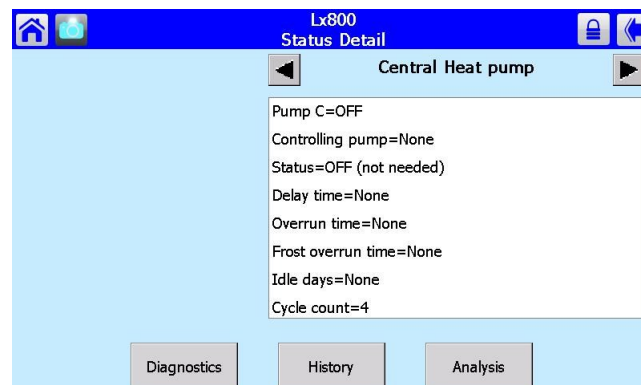 Lx800
Status Detail
Central Heat pump
Pump C=OFF
Controlling pump=None
Status=OFF (not needed)
Delay time=None
Overrun time=None
Frost overrun time=None
Idle days=None
Cycle count=4
Diagnostics
History
Analysis